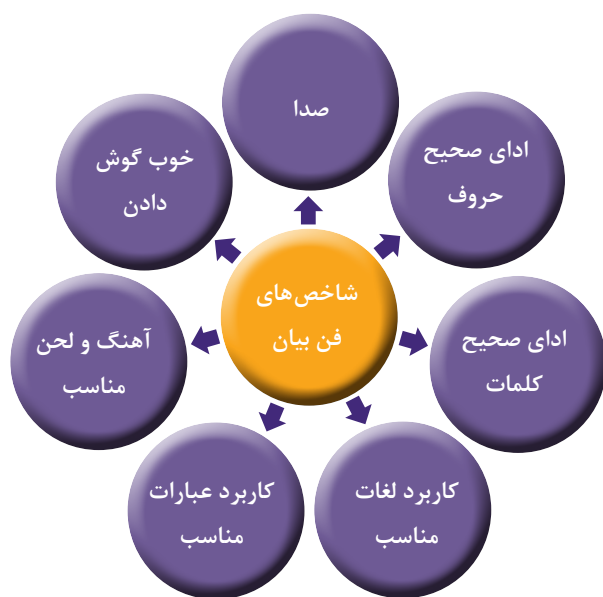 شاخص‌های
فن بیان
صدا
ادای صحیح
حروف
ادای صحیح
کلمات
کاربرد لغات
مناسب
کاربرد عبارات
مناسب
آهنگ و لحن
مناسب
خوب گوش
دادن